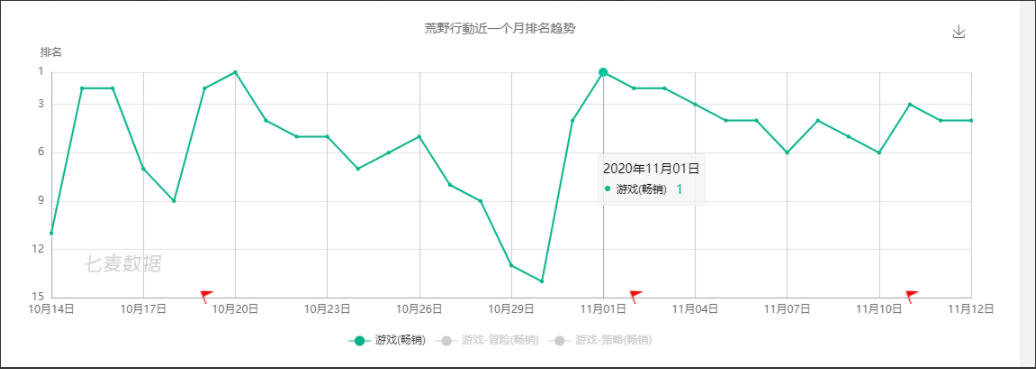 荒野行動近一个月排名趋势
排名
1
3
6
9
12
15
2020年11月01日
游戏(畅销) 1
七麦数据
10月14日 10月17日 10月20日 10月23日 10月26日 10月29日 11月01日 11月04日 11月07日 11月10日 11月12日
游戏(畅销) 游戏-冒险(畅销) 游戏-策略(畅销)